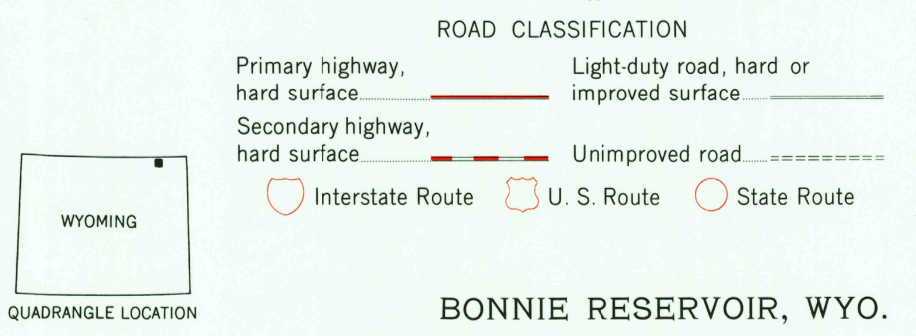 ROAD CLASSIFICATION
Primary highway,
hard surface
Light-duty road, hard or
improved surface
Secondary highway,
hard surface
Unimproved road
Interstate Route
U. S. Route
State Route
WYOMING
QUADRANGLE LOCATION
BONNIE RESERVOIR, WYO.